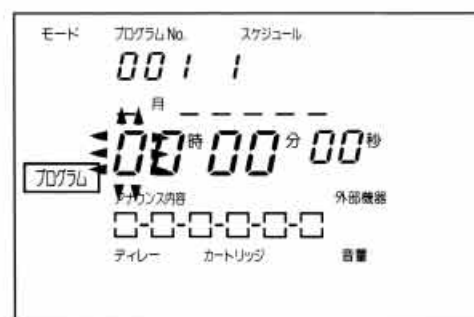 モード プログラム No. スケジュール
001 1
月 — — — — —
00時 00分 00秒
プログラム
アナウンス内容 外部機器
□-□-□-□-□-□
ディレー カートリッジ 音量